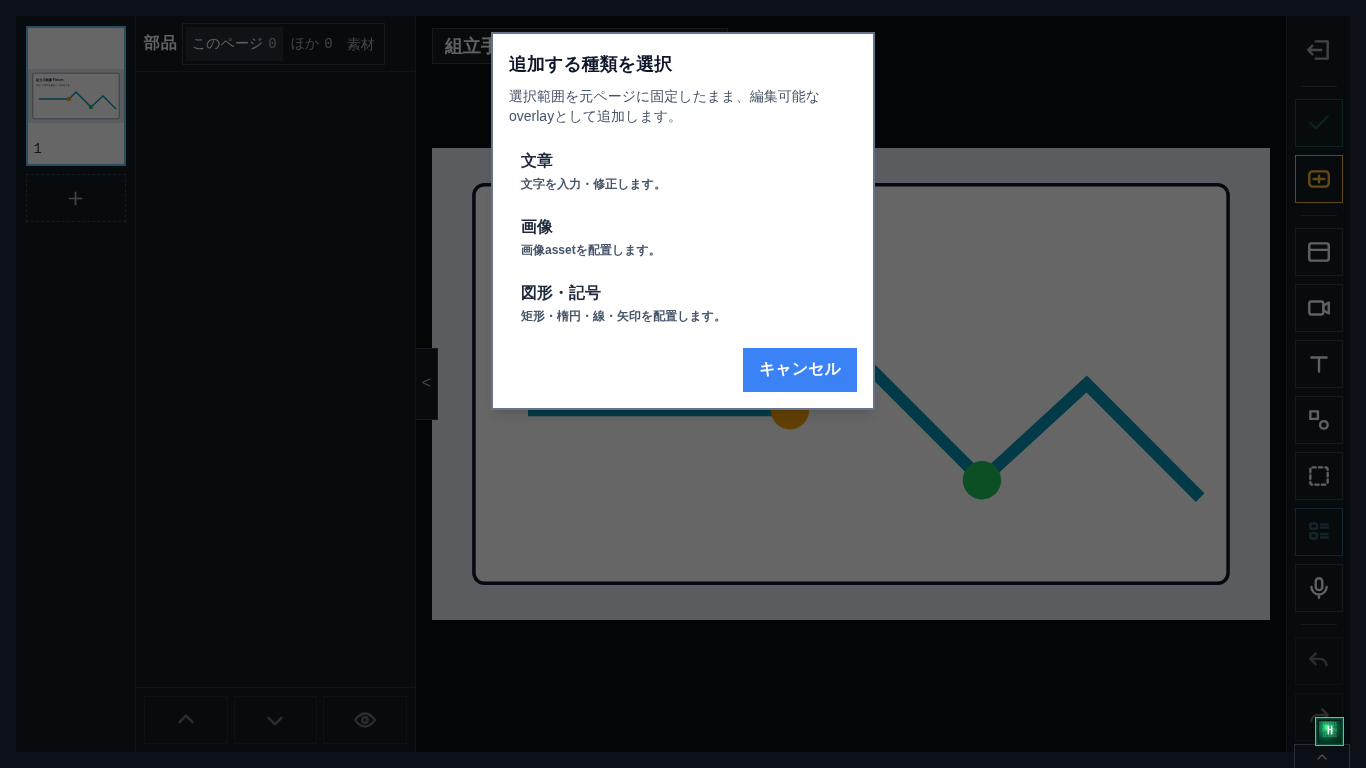 部品
このページ 0
ほか 0
素材
組立手
追加する種類を選択
選択範囲を元ページに固定したまま、編集可能な
overlayとして追加します。
文章
文字を入力・修正します。
画像
画像assetを配置します。
図形・記号
矩形・楕円・線・矢印を配置します。
キャンセル
<
1
H